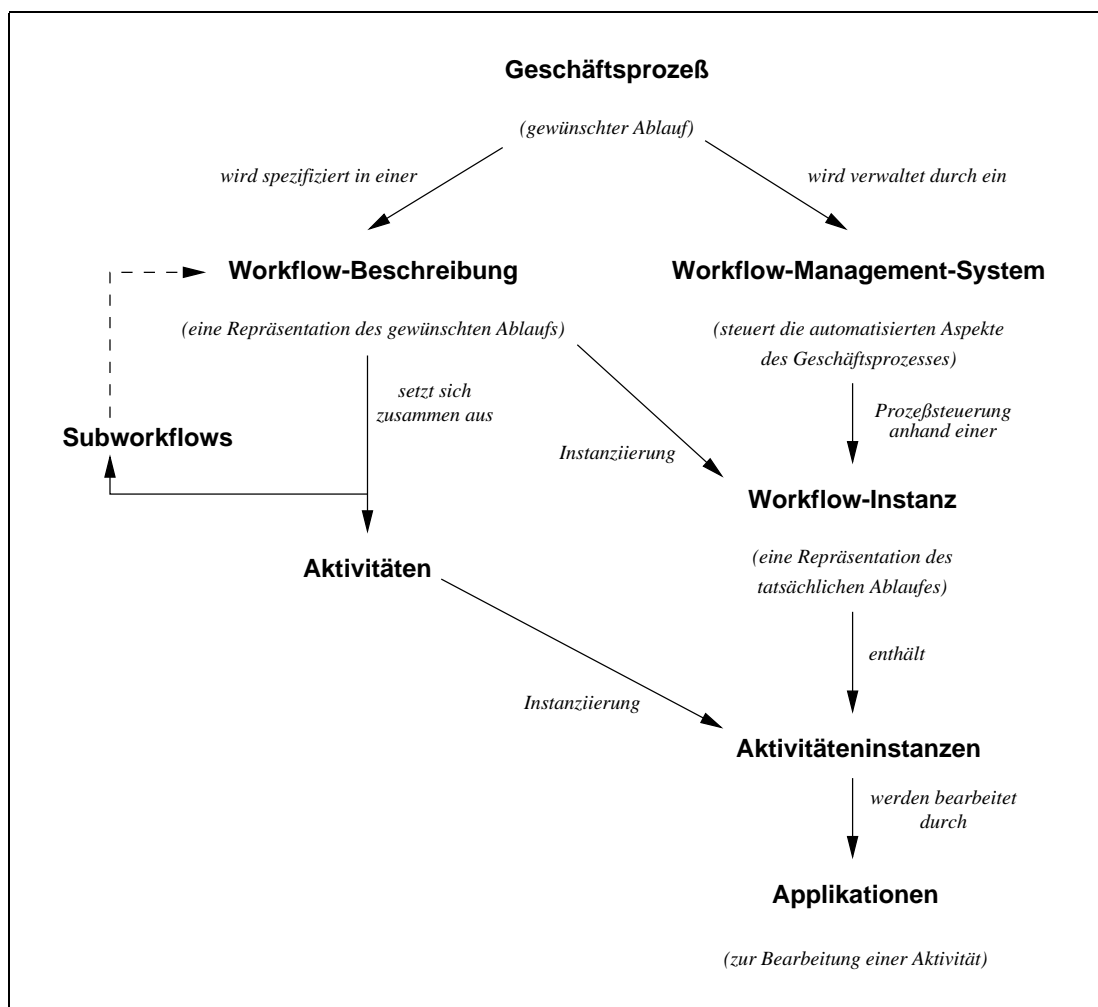 Geschäftsprozeß
(gewünschter Ablauf)
wird spezifiziert in einer
wird verwaltet durch ein
Workflow-Beschreibung
Workflow-Management-System
(eine Repräsentation des gewünschten Ablaufs)
(steuert die automatisierten Aspekte
des Geschäftsprozesses)
setzt sich
zusammen aus
Prozeßsteuerung
anhand einer
Subworkflows
Instanziierung
Workflow-Instanz
(eine Repräsentation des
tatsächlichen Ablaufes)
Aktivitäten
enthält
Instanziierung
Aktivitäteninstanzen
werden bearbeitet
durch
Applikationen
(zur Bearbeitung einer Aktivität)